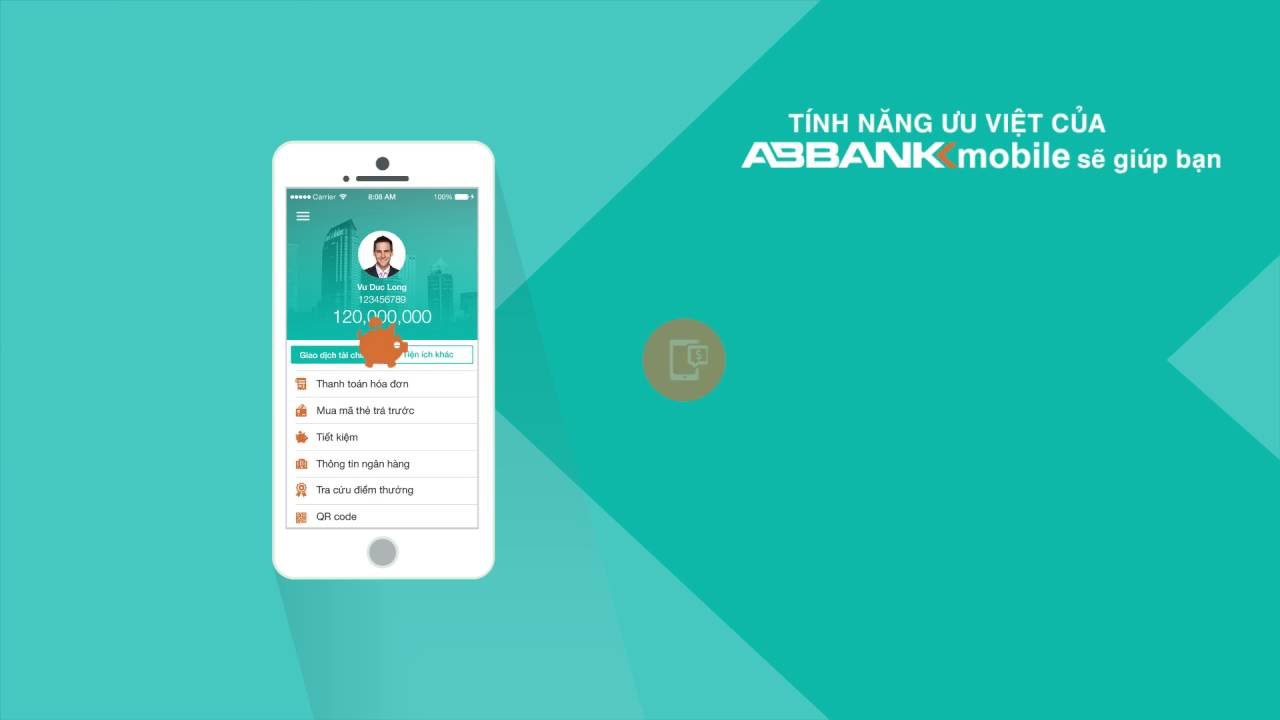 TÍNH NĂNG ƯU VIỆT CỦA
ABBANK mobile sẽ giúp bạn
Carrier 8:08 AM 100%
Vu Duc Long
123456789
120,000,000
Giao dịch tài Tiện ích khác
Thanh toán hóa đơn
Mua mã thẻ trả trước
Tiết kiệm
Thông tin ngân hàng
Tra cứu điểm thưởng
QR code
$